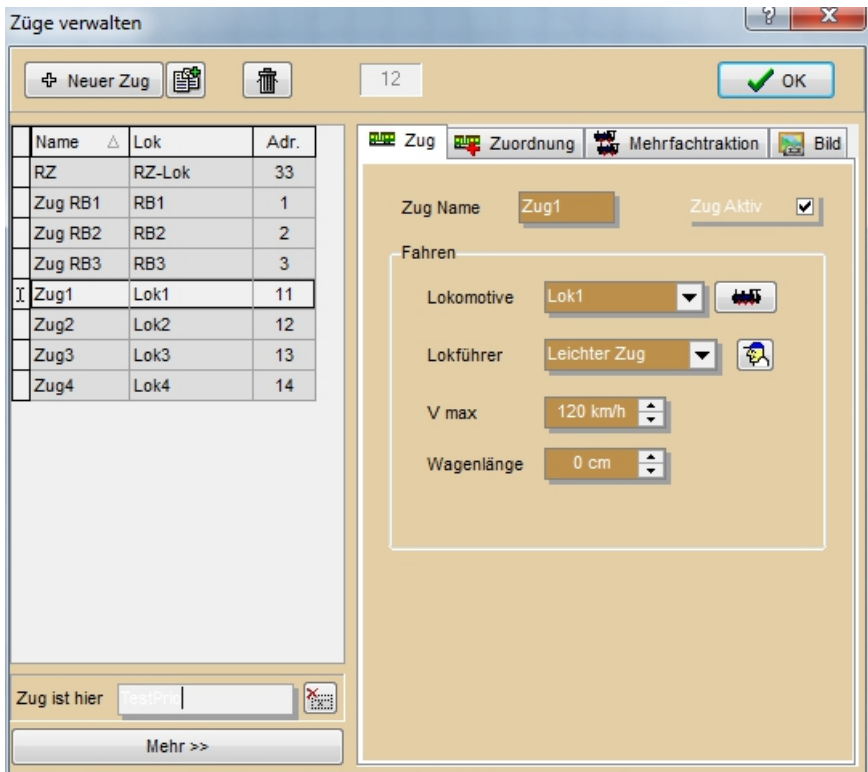 Züge verwalten
Neuer Zug
12
OK
Name Lok Adr.
RZ RZ-Lok 33
Zug RB1 RB1 1
Zug RB2 RB2 2
Zug RB3 RB3 3
Zug1 Lok1 11
Zug2 Lok2 12
Zug3 Lok3 13
Zug4 Lok4 14
Zug ist hier TestPrio
Mehr >>
Zug Zuordnung Mehrfachtraktion Bild
Zug Name Zug1 Zug Aktiv
Fahren
Lokomotive Lok1
Lokführer Leichter Zug
V max 120 km/h
Wagenlänge 0 cm